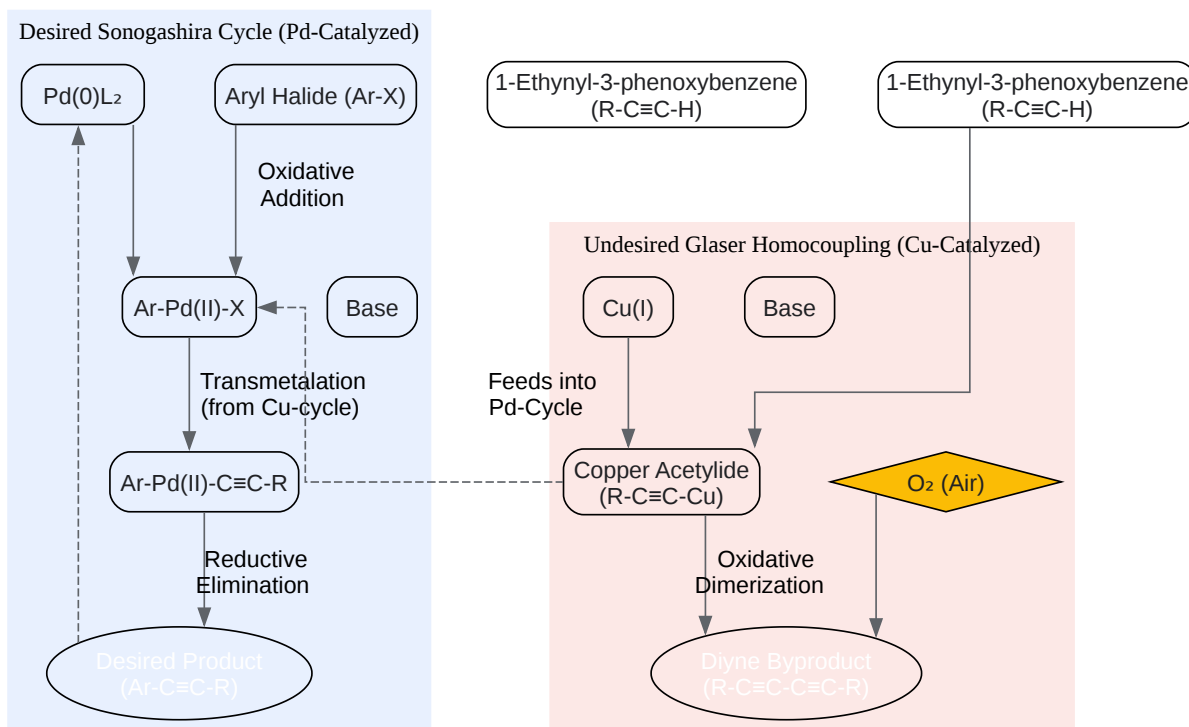 Desired Sonogashira Cycle (Pd-Catalyzed)
Pd(0)L₂
Aryl Halide (Ar-X)
1-Ethynyl-3-phenoxybenzene
(R-C≡C-H)
1-Ethynyl-3-phenoxybenzene
(R-C≡C-H)
Oxidative
Addition
Undesired Glaser Homocoupling (Cu-Catalyzed)
Ar-Pd(II)-X
Base
Cu(I)
Base
Transmetalation
(from Cu-cycle)
Feeds into
Pd-Cycle
Ar-Pd(II)-C≡C-R
Copper Acetylide
(R-C≡C-Cu)
O₂ (Air)
Reductive
Elimination
Oxidative
Dimerization
Desired Product
(Ar-C≡C-R)
Diyne Byproduct
(R-C≡C-C≡C-R)